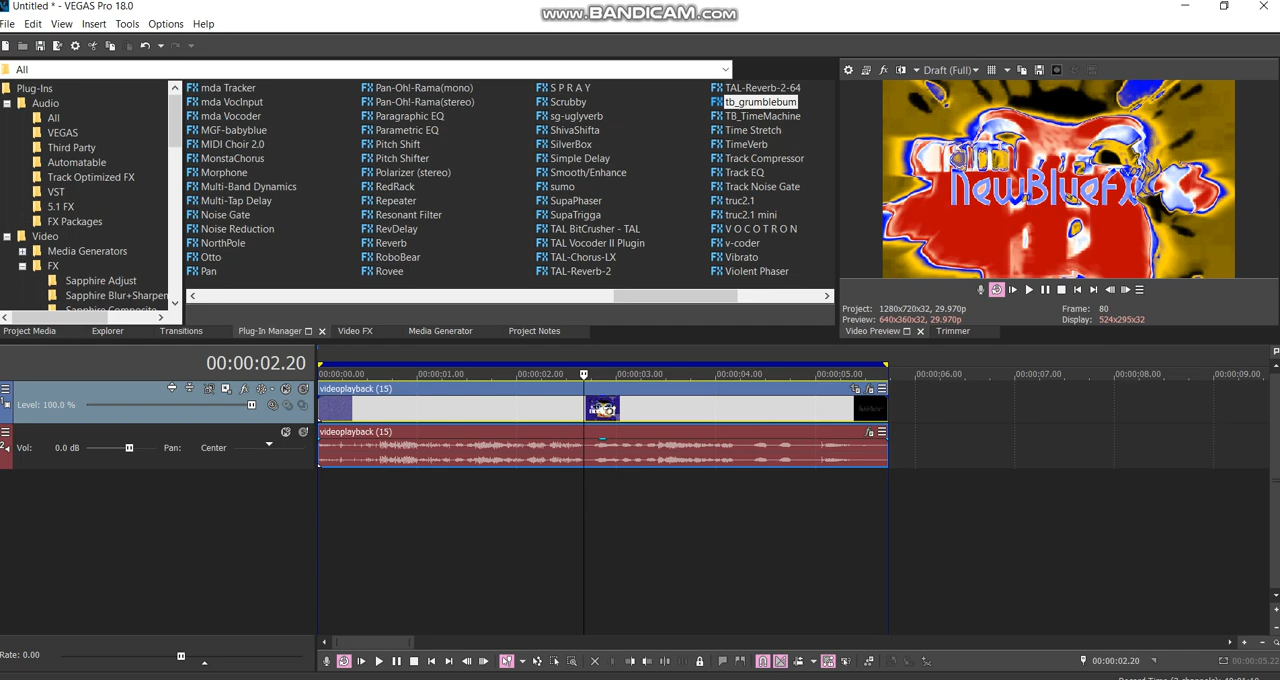 Untitled * - VEGAS Pro 18.0
www.BANDICAM.com
File Edit View Insert Tools Options Help
All
Plug-Ins
Audio
All
VEGAS
Third Party
Automatable
Track Optimized FX
VST
5.1 FX
FX Packages
Video
Media Generators
FX
Sapphire Adjust
Sapphire Blur+Sharpen
Sapphire Composite
mda Tracker
mda VocInput
mda Vocoder
MGF-babyblue
MIDI Choir 2.0
MonstaChorus
Morphone
Multi-Band Dynamics
Multi-Tap Delay
Noise Gate
Noise Reduction
NorthPole
Otto
Pan
Pan-Oh!-Rama(mono)
Pan-Oh!-Rama(stereo)
Paragraphic EQ
Parametric EQ
Pitch Shift
Pitch Shifter
Polarizer (stereo)
RedRack
Repeater
Resonant Filter
RevDelay
Reverb
RoboBear
Rovee
S P R A Y
Scrubby
sg-uglyverb
ShivaShifta
SilverBox
Simple Delay
Smooth/Enhance
sumo
SupaPhaser
SupaTrigga
TAL BitCrusher - TAL
TAL Vocoder II Plugin
TAL-Chorus-LX
TAL-Reverb-2
TAL-Reverb-2-64
tb_grumblebum
TB_TimeMachine
Time Stretch
TimeVerb
Track Compressor
Track EQ
Track Noise Gate
truc2.1
truc2.1 mini
V O C O T R O N
v-coder
Vibrato
Violent Phaser
Project Media Explorer Transitions Plug-In Manager Video FX Media Generator Project Notes
Draft (Full)
NewBlueFX
Project: 1280x720x32, 29.970p Frame: 80
Preview: 640x360x32, 29.970p Display: 524x295x32
Video Preview Trimmer
00:00:02.20
00:00:00.00 00:00:01.00 00:00:02.00 00:00:03.00 00:00:04.00 00:00:05.00 00:00:06.00 00:00:07.00 00:00:08.00 00:00:09.00
1
Level: 100.0 %
videoplayback (15)
2
Vol: 0.0 dB Pan: Center
videoplayback (15)
Rate: 0.00
00:00:02.20 00:00:05.22